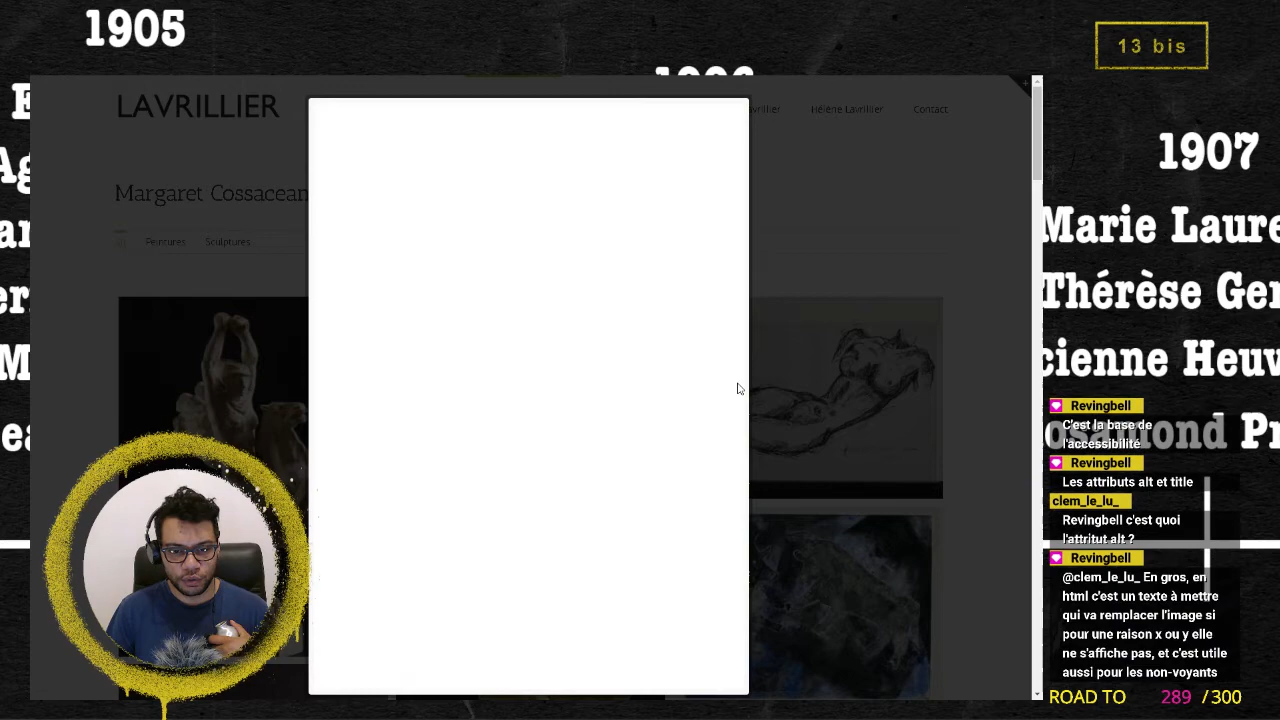 1905
13 bis
LAVRILLIER
Hélène Lavrillier
Contact
1907
Margaret Cossacean
Marie Laure
Peintures
Sculptures
Thérèse Ger
cienne Heuv
Revingbell
C'est la base de
l'accessibilité
Revingbell
Les attributs alt et title
clem_le_lu_
Revingbell c'est quoi
l'attritut alt ?
Revingbell
@clem_le_lu_ En gros, en
html c'est un texte à mettre
qui va remplacer l'image si
pour une raison x ou y elle
ne s'affiche pas, et c'est utile
aussi pour les non-voyants
ROAD TO 289 / 300